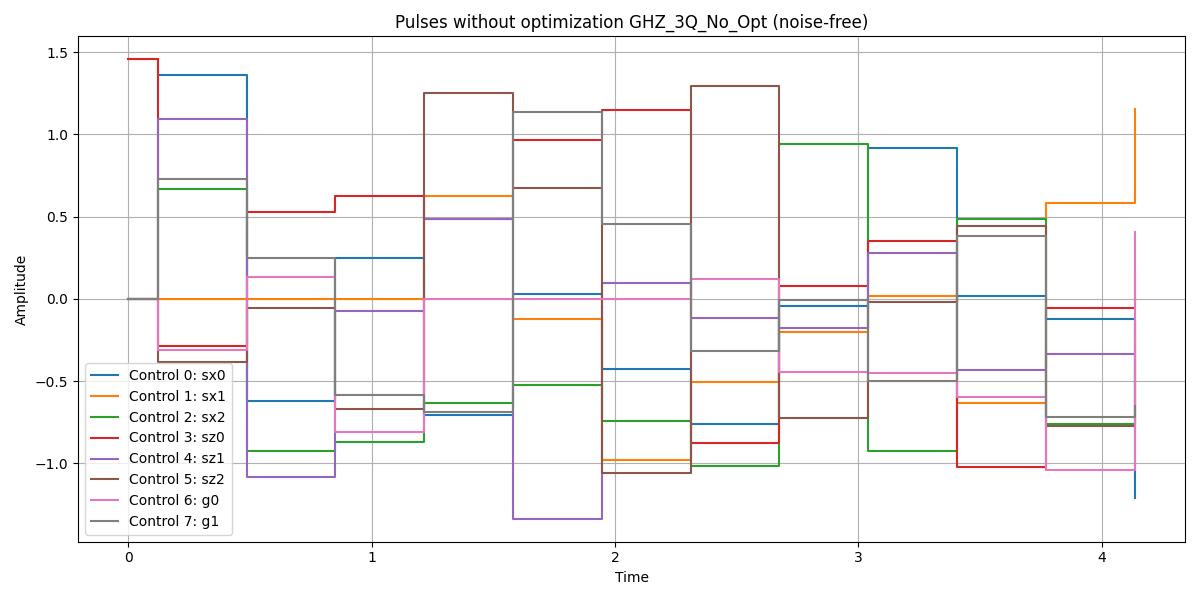 Pulses without optimization GHZ_3Q_No_Opt (noise-free)
1.5
1.0
0.5
0.0
−0.5
−1.0
Amplitude
Control 0: sx0
Control 1: sx1
Control 2: sx2
Control 3: sz0
Control 4: sz1
Control 5: sz2
Control 6: g0
Control 7: g1
0
1
2
3
4
Time